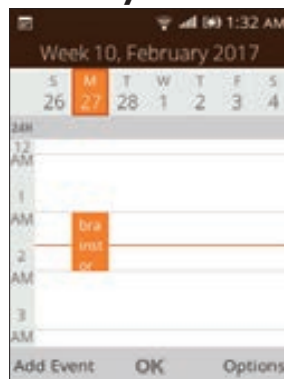 1:32 AM
Week 10, February 2017
S M T W T F S
26 27 28 1 2 3 4
24H
12
AM
1
AM
bra
inst
or
2
AM
3
AM
Add Event OK Options